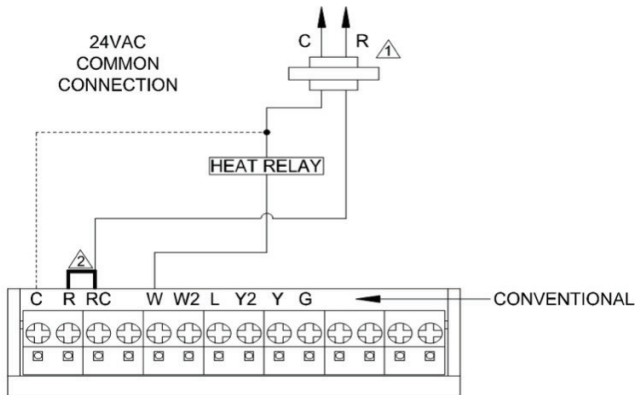 C R
1
24VAC
COMMON
CONNECTION
HEAT RELAY
2
C R RC W W2 L Y2 Y G
CONVENTIONAL